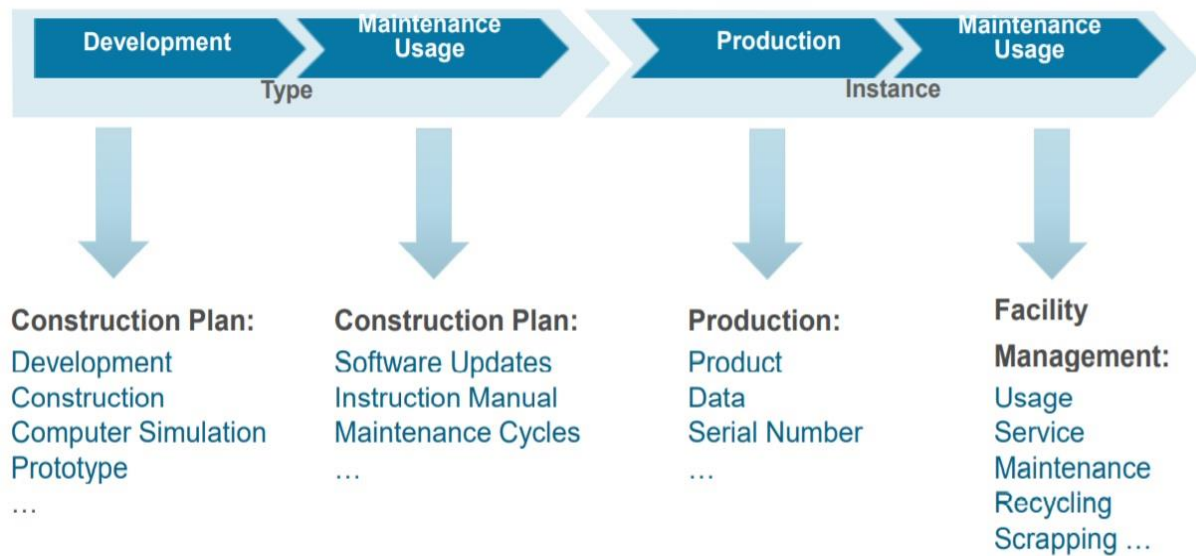 Development
Maintenance
Usage
Type
Production
Maintenance
Usage
Instance
Construction Plan:
Development
Construction
Computer Simulation
Prototype
…
Construction Plan:
Software Updates
Instruction Manual
Maintenance Cycles
…
Production:
Product
Data
Serial Number
…
Facility
Management:
Usage
Service
Maintenance
Recycling
Scrapping …